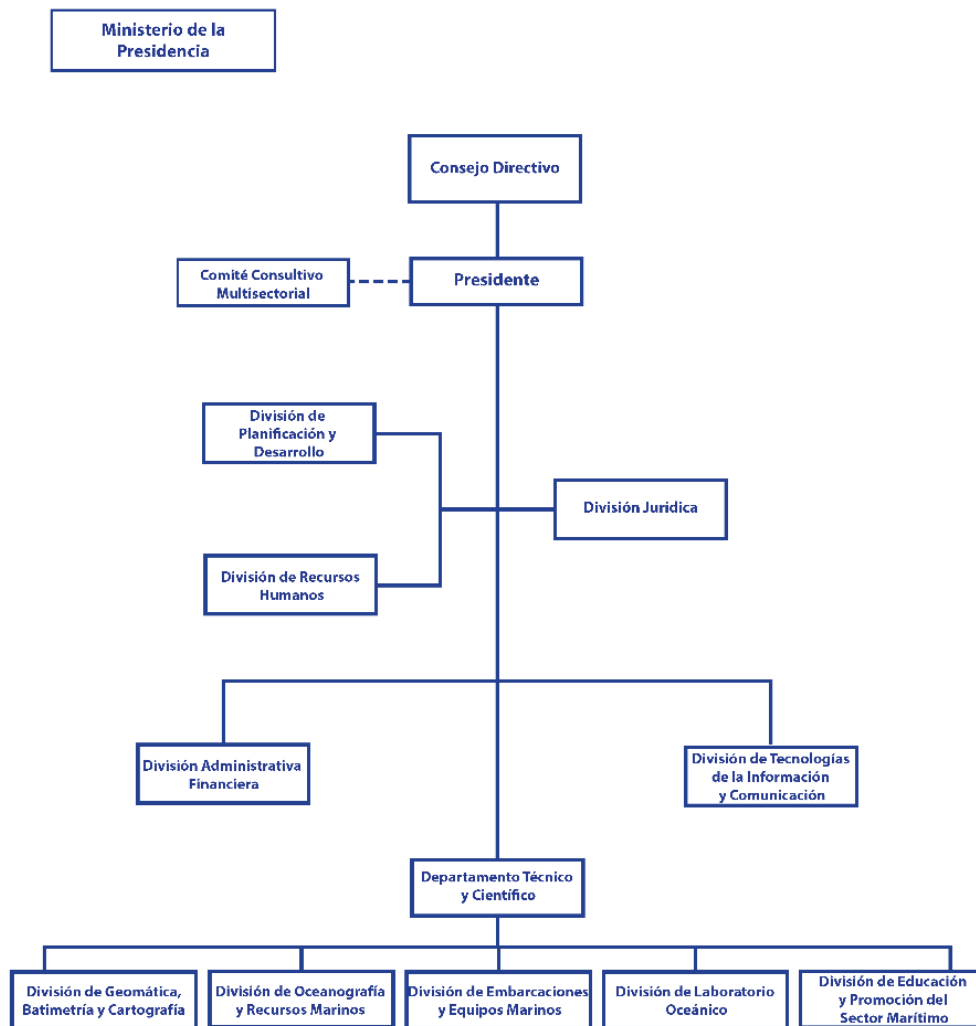 Ministerio de la
Presidencia
Consejo Directivo
Comité Consultivo
Multisectorial
Presidente
División de
Planificación y
Desarrollo
División Jurídica
División de Recursos
Humanos
División Administrativa
Financiera
División de Tecnologías
de la Información
y Comunicación
Departamento Técnico
y Científico
División de Geomática,
Batimetría y Cartografía
División de Oceanografía
y Recursos Marinos
División de Embarcaciones
y Equipos Marinos
División de Laboratorio
Oceánico
División de Educación
y Promoción del
Sector Marítimo